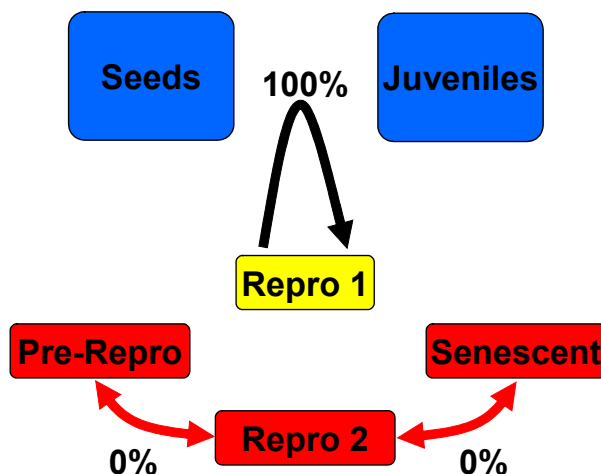 Seeds
100%
Juveniles
Repro 1
Pre-Repro
Senescent
Repro 2
0%
0%